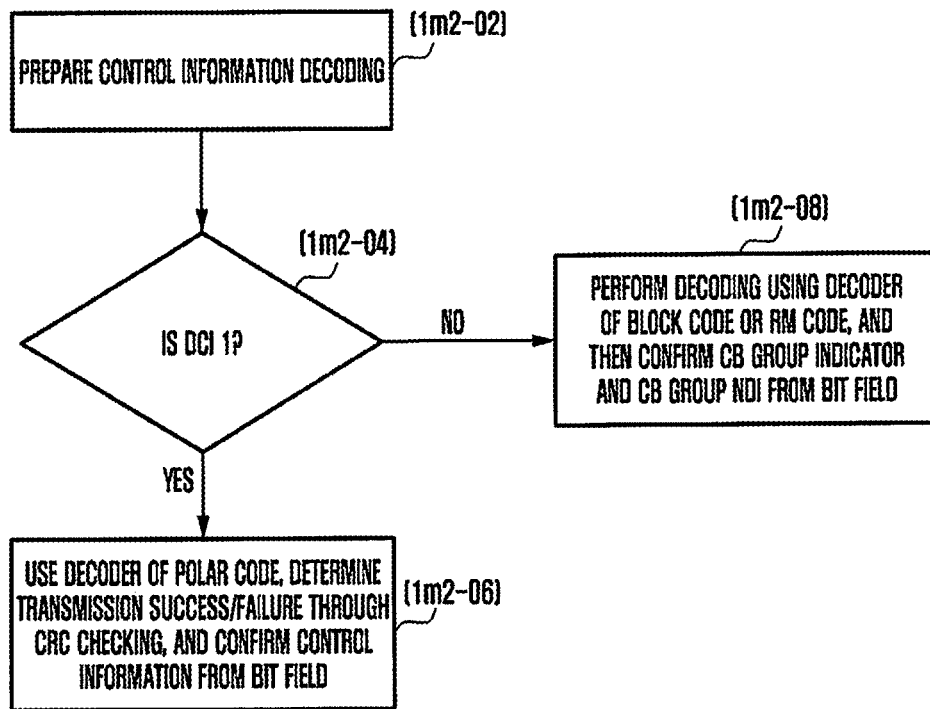 (1m2-02)
PREPARE CONTROL INFORMATION DECODING
(1m2-04)
IS DCI 1?
NO
(1m2-08)
PERFORM DECODING USING DECODER
OF BLOCK CODE OR RM CODE, AND
THEN CONFIRM CB GROUP INDICATOR
AND CB GROUP NDI FROM BIT FIELD
YES
USE DECODER OF POLAR CODE, DETERMINE
TRANSMISSION SUCCESS/FAILURE THROUGH
CRC CHECKING, AND CONFIRM CONTROL
INFORMATION FROM BIT FIELD
(1m2-06)